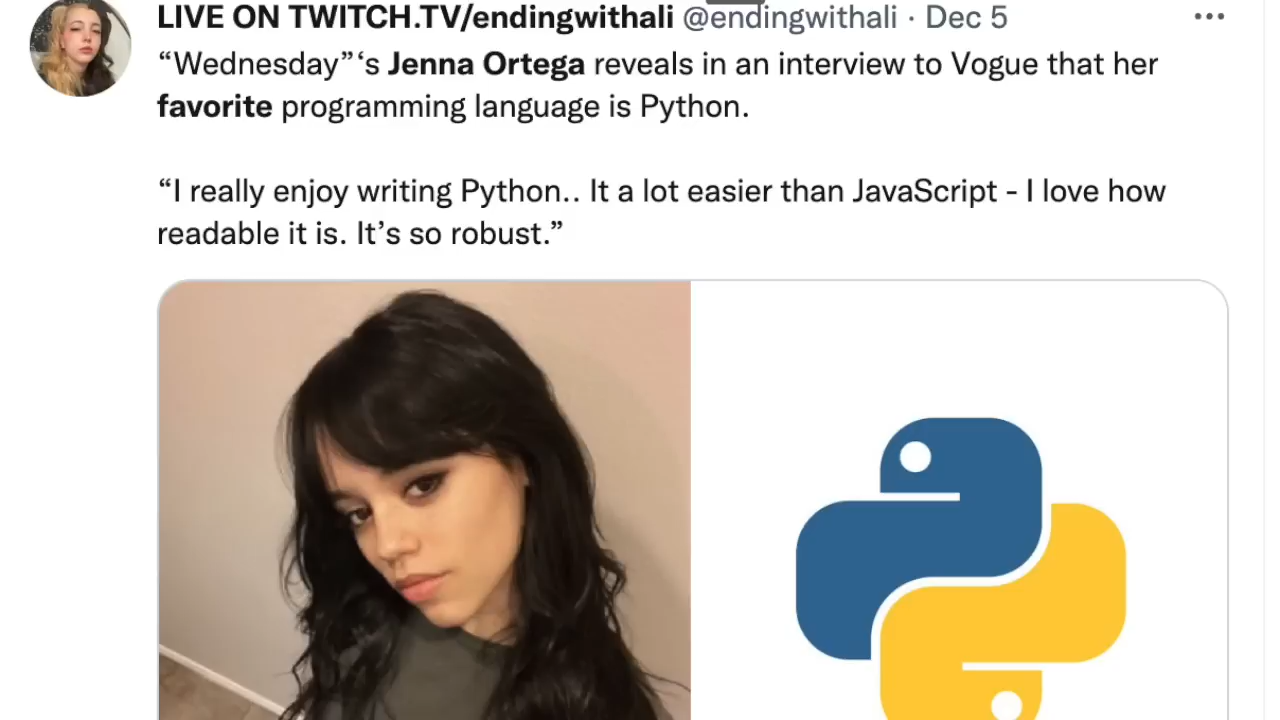 LIVE ON TWITCH.TV/endingwithali @endingwithali · Dec 5
“Wednesday”‘s Jenna Ortega reveals in an interview to Vogue that her
favorite programming language is Python.
“I really enjoy writing Python.. It a lot easier than JavaScript - I love how
readable it is. It’s so robust.”